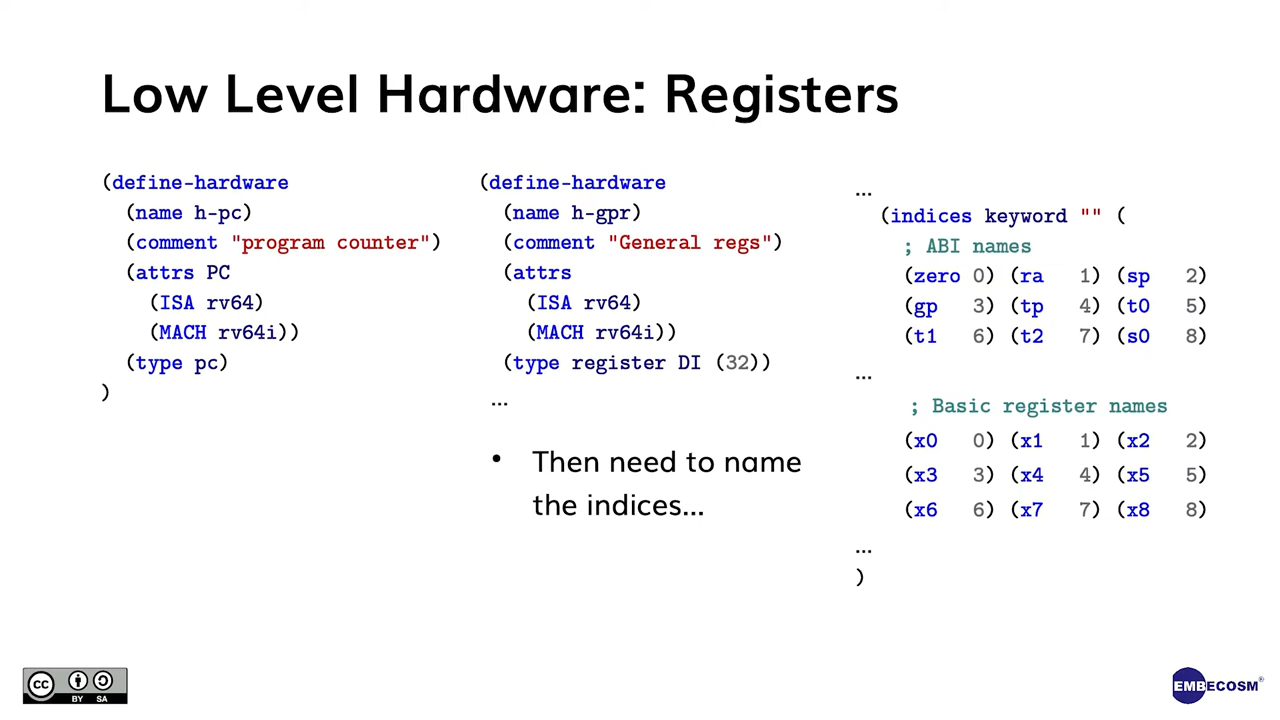 Low Level Hardware: Registers
(define-hardware
(name h-pc)
(comment "program counter")
(attrs PC
(ISA rv64)
(MACH rv64i))
(type pc)
)
(define-hardware
(name h-gpr)
(comment "General regs")
(attrs
(ISA rv64)
(MACH rv64i))
(type register DI (32))
...
• Then need to name
the indices...
...
(indices keyword "" (
; ABI names
(zero 0) (ra 1) (sp 2)
(gp 3) (tp 4) (t0 5)
(t1 6) (t2 7) (s0 8)
...
; Basic register names
(x0 0) (x1 1) (x2 2)
(x3 3) (x4 4) (x5 5)
(x6 6) (x7 7) (x8 8)
...
)
cc BY SA
EMBECOSM®